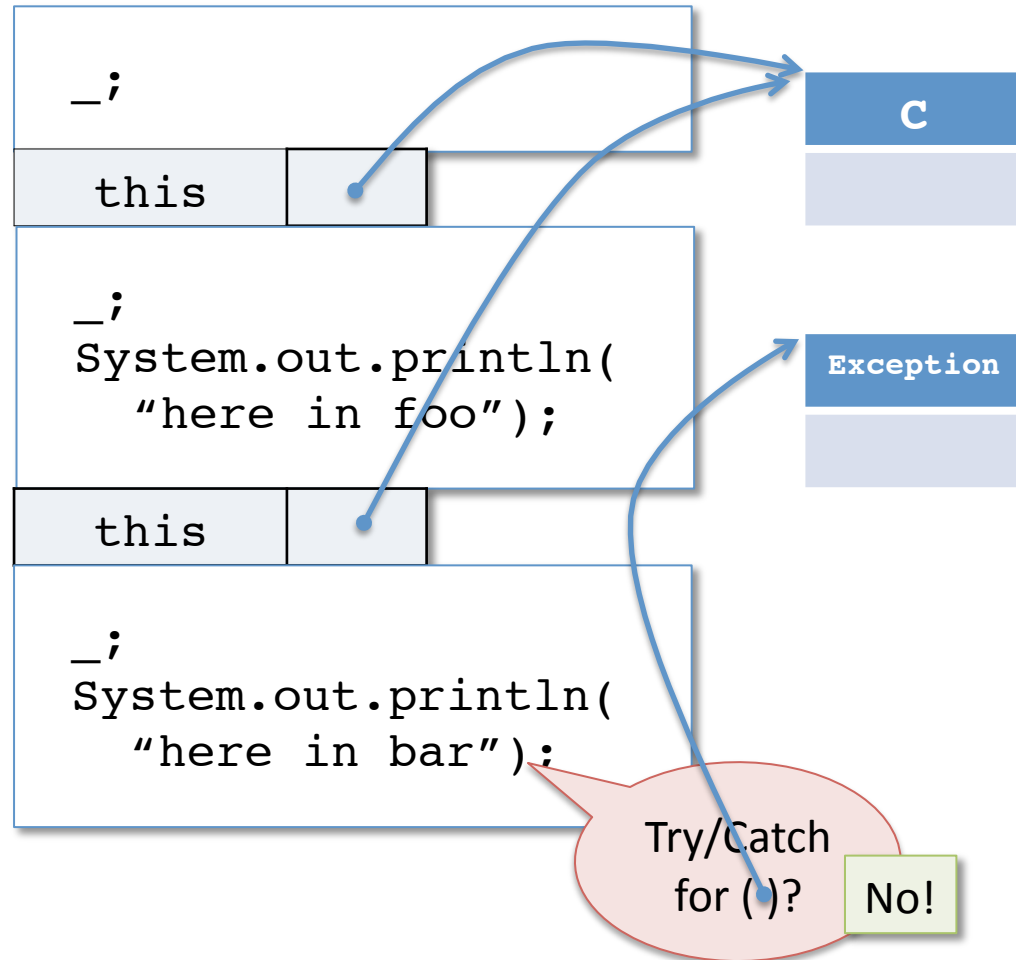 _;
this
C
_;
System.out.println(
“here in foo”);
Exception
this
_;
System.out.println(
“here in bar”);
Try/Catch
for ( )?
No!